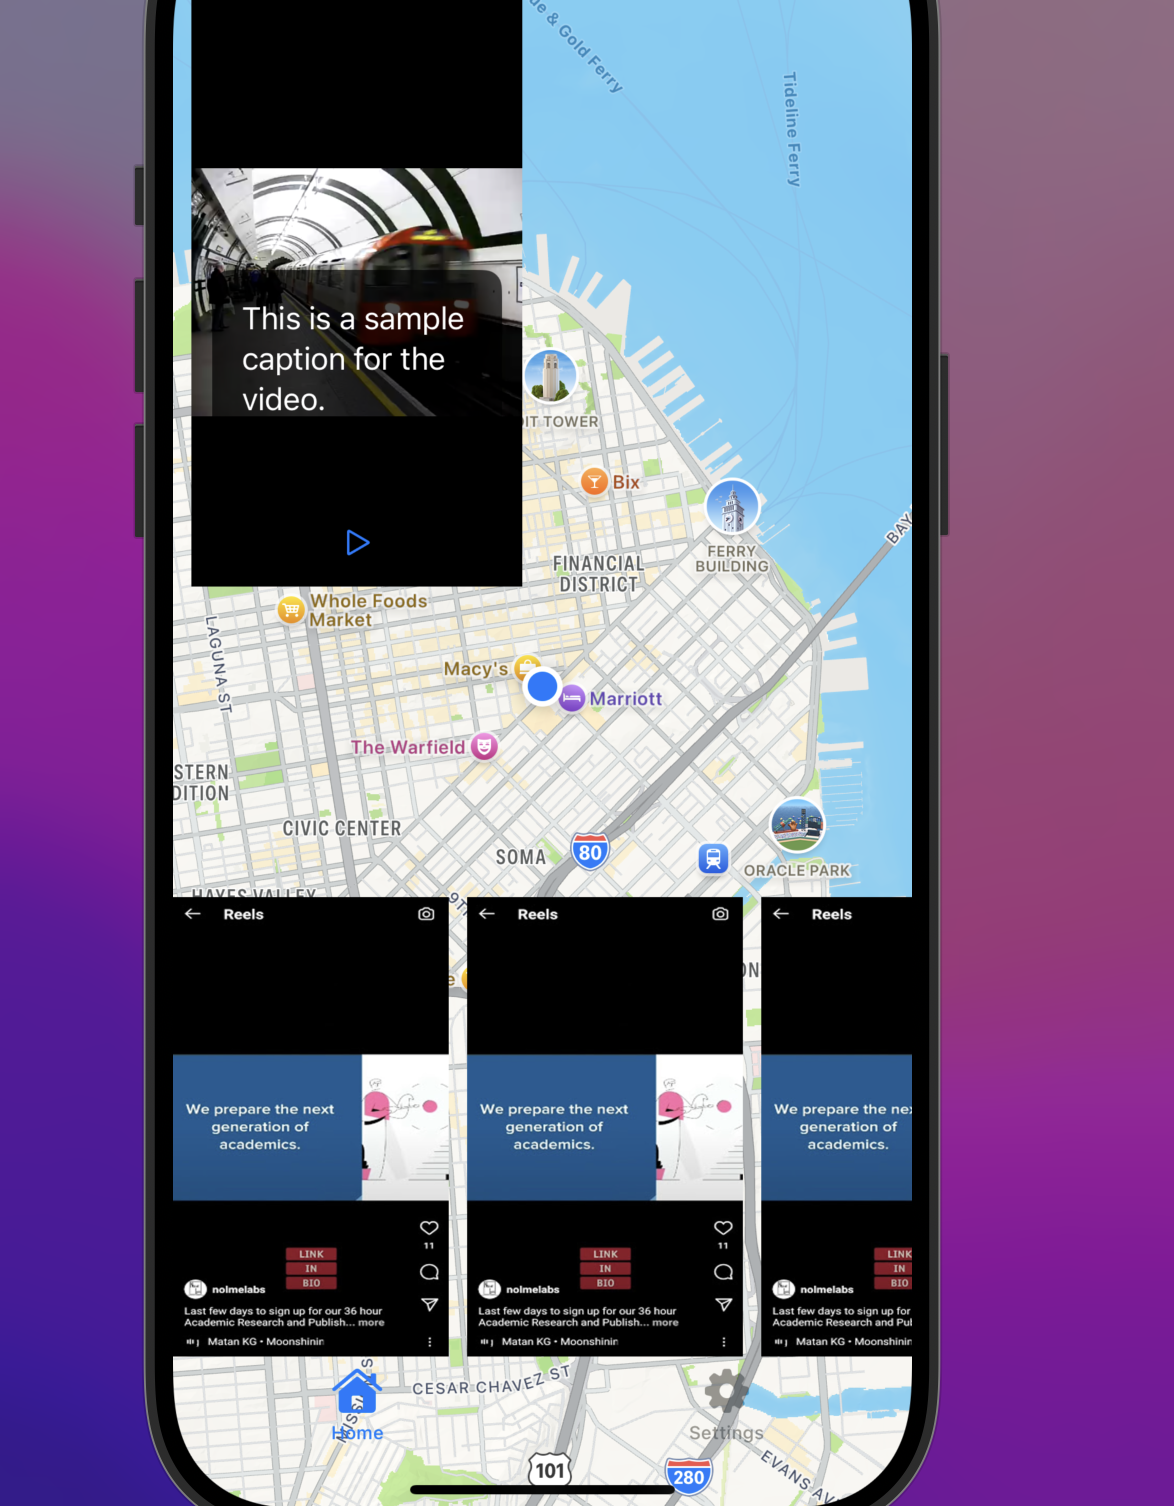 & Gold Ferry
Tideline Ferry
This is a sample
caption for the
video.
IT TOWER
Bix
FERRY
BUILDING
BAY
FINANCIAL
DISTRICT
Whole Foods
Market
LAGUNA ST
Macy's
Marriott
The Warfield
STERN
DITION
CIVIC CENTER
SOMA
80
ORACLE PARK
HAYES VALLEY
9TH
Reels
Reels
Reels
e
ON
We prepare the next
generation of
academics.
We prepare the next
generation of
academics.
We prepare the nex
generation of
academics.
11
11
LINK
IN
BIO
LINK
IN
BIO
LINK
IN
BIO
nolmelabs
nolmelabs
nolmelabs
Last few days to sign up for our 36 hour
Academic Research and Publish... more
Last few days to sign up for our 36 hour
Academic Research and Publish... more
Last few days to sign up for
Academic Research and Pul
Matan KG • Moonshinin
Matan KG • Moonshinin
Matan KG • Moonshinin
CESAR CHAVEZ ST
Home
Settings
101
280
EVANS AV